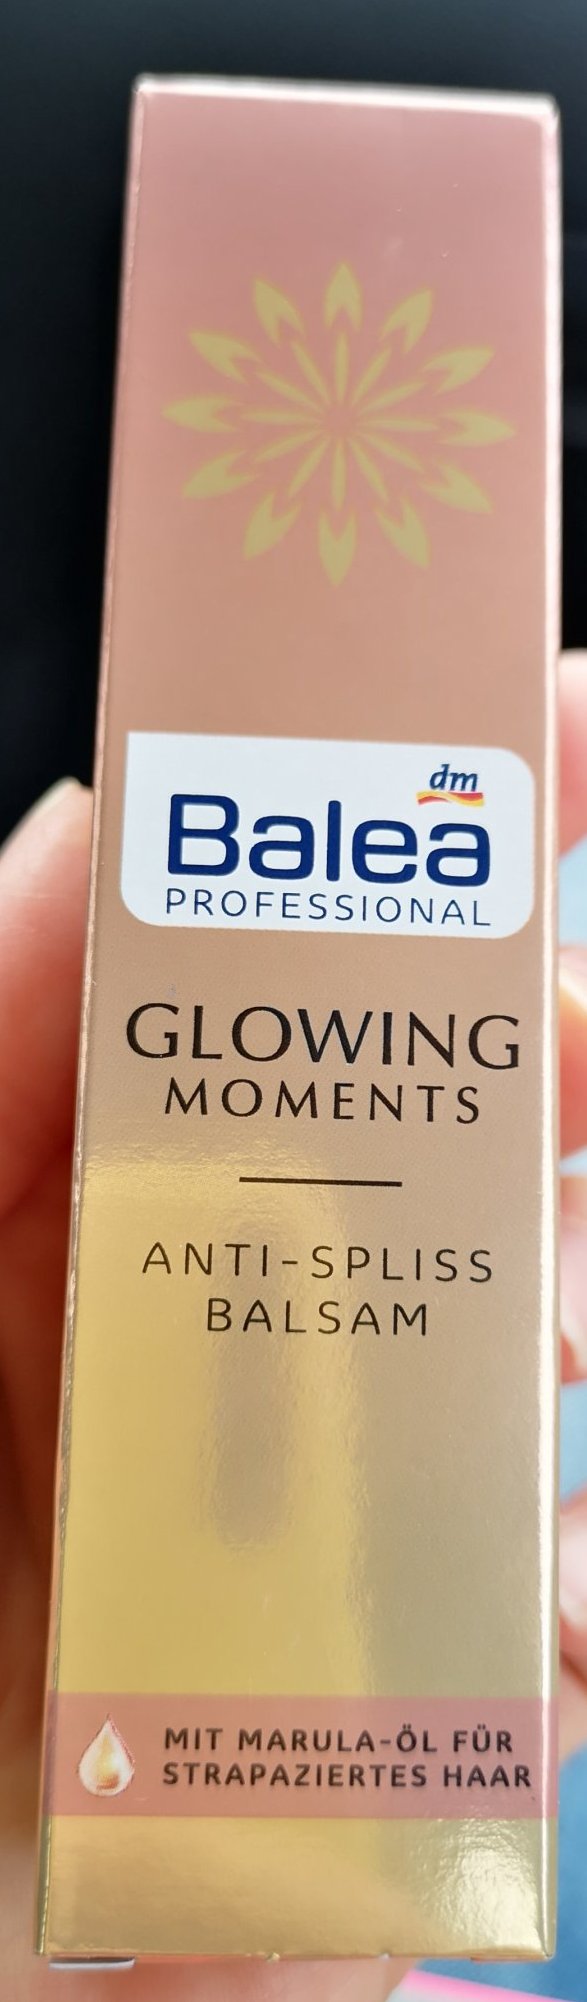 dm
Balea
PROFESSIONAL
GLOWING
MOMENTS
ANTI-SPLISS
BALSAM
MIT MARULA-ÖL FÜR
STRAPAZIERTES HAAR